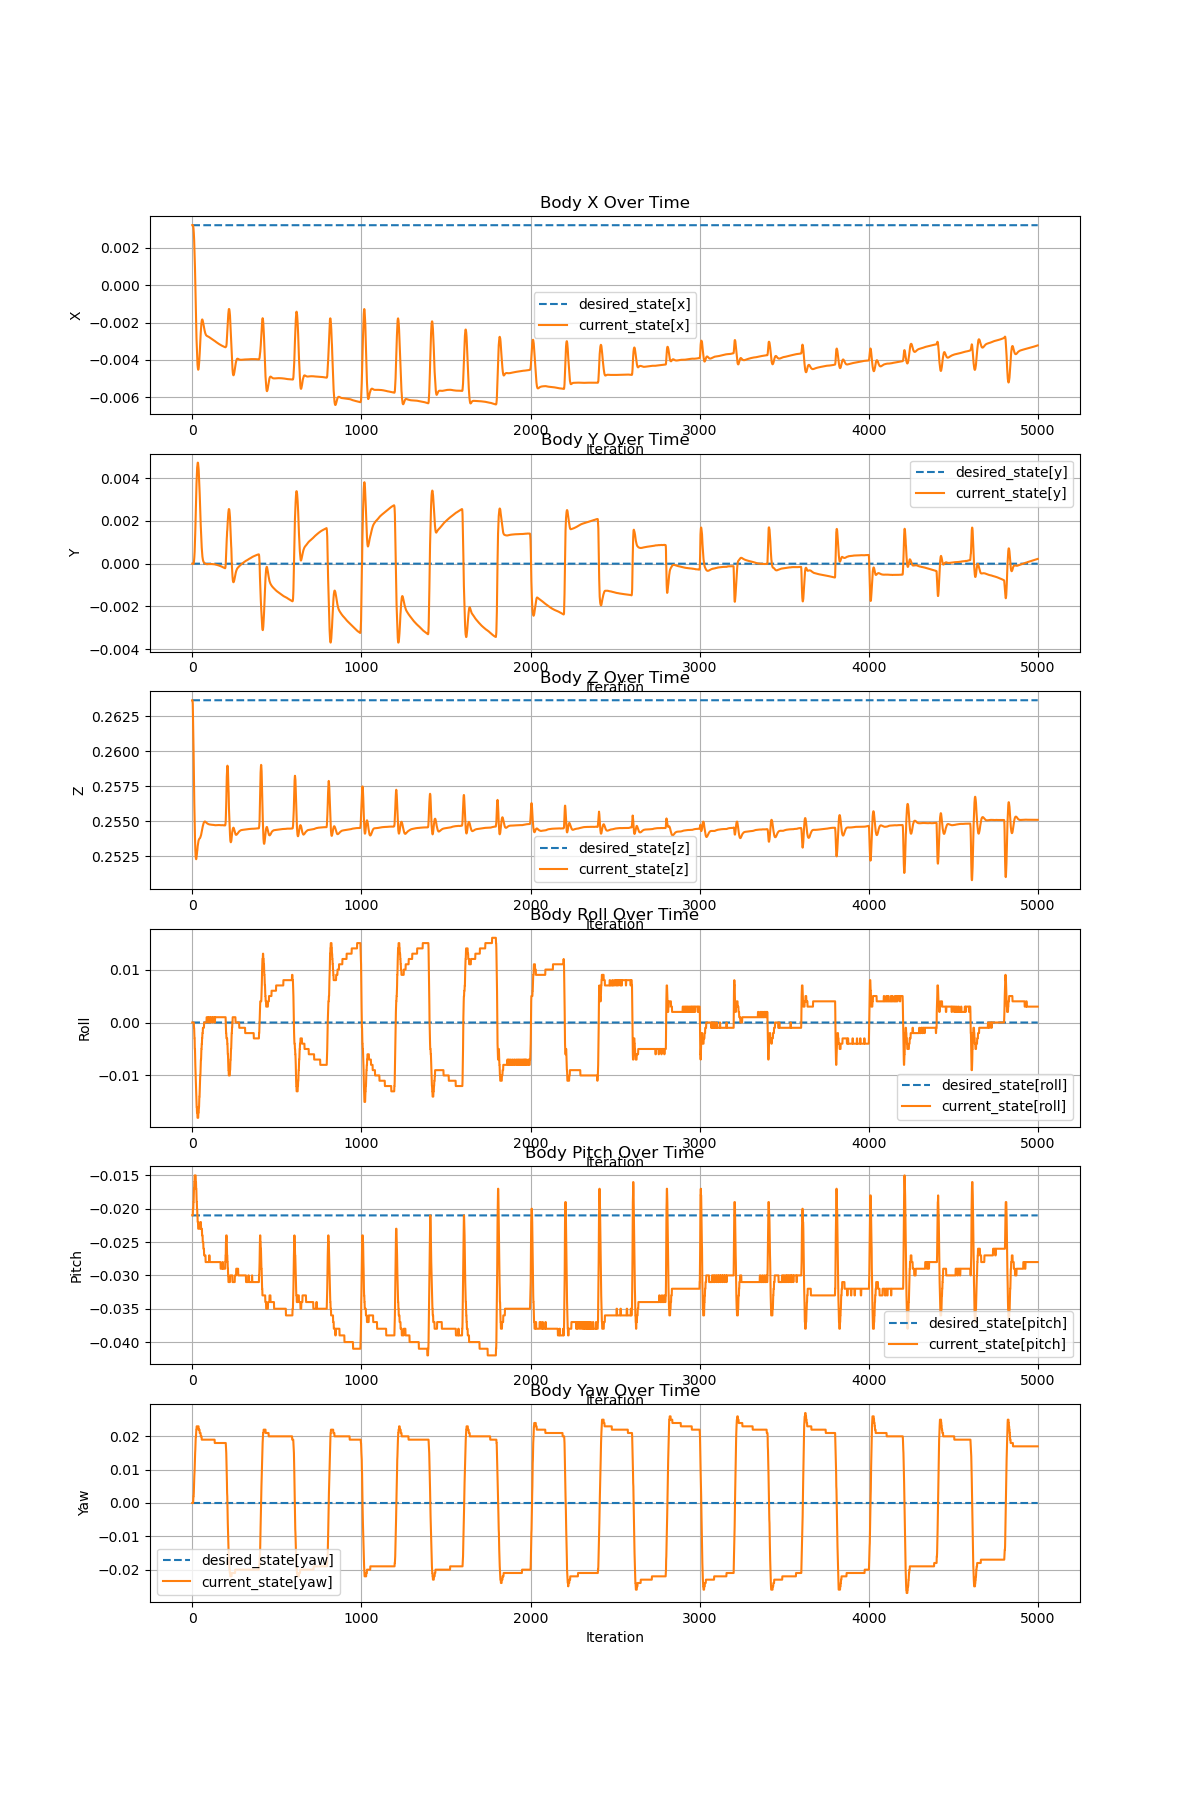 Body X Over Time
0.002
0.000
−0.002
−0.004
−0.006
X
desired_state[x]
current_state[x]
0 1000 2000 3000 4000 5000
Iteration
Body Y Over Time
0.004
0.002
0.000
−0.002
−0.004
Y
desired_state[y]
current_state[y]
0 1000 2000 3000 4000 5000
Iteration
Body Z Over Time
0.2625
0.2600
0.2575
0.2550
0.2525
Z
desired_state[z]
current_state[z]
0 1000 2000 3000 4000 5000
Iteration
Body Roll Over Time
0.01
0.00
−0.01
Roll
desired_state[roll]
current_state[roll]
0 1000 2000 3000 4000 5000
Iteration
Body Pitch Over Time
−0.015
−0.020
−0.025
−0.030
−0.035
−0.040
Pitch
desired_state[pitch]
current_state[pitch]
0 1000 2000 3000 4000 5000
Iteration
Body Yaw Over Time
0.02
0.01
0.00
−0.01
−0.02
Yaw
desired_state[yaw]
current_state[yaw]
0 1000 2000 3000 4000 5000
Iteration